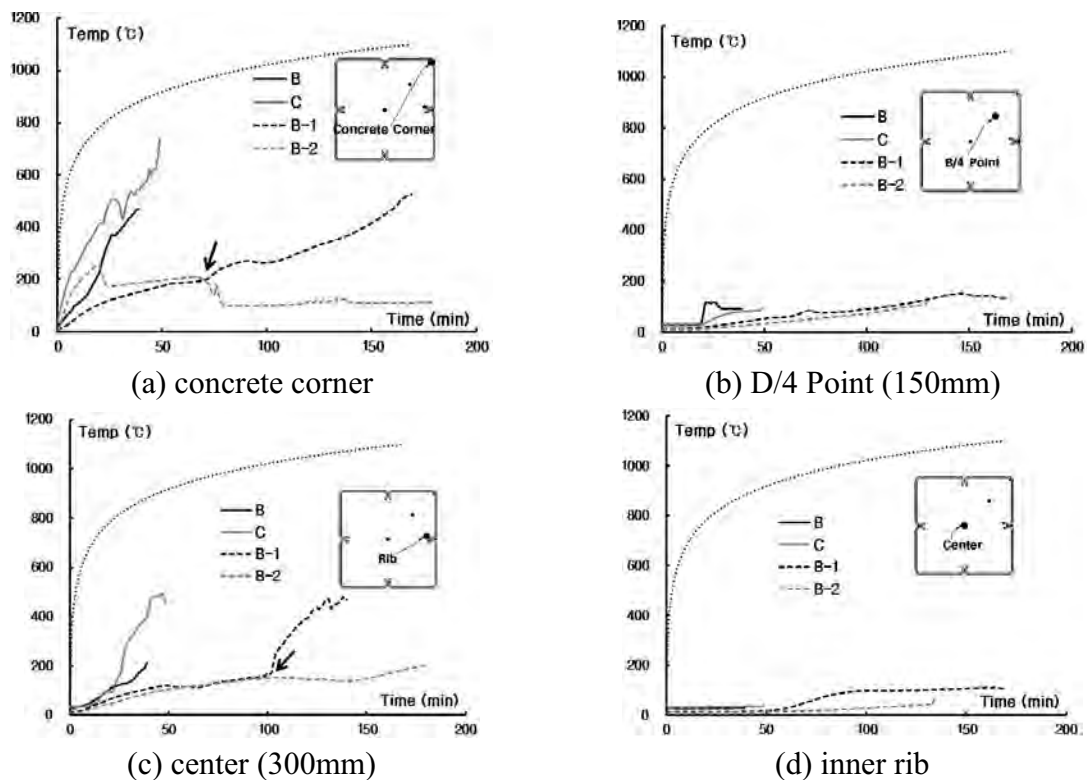 1200
Temp (℃)
1000
800
600
400
200
0
B
C
B-1
B-2
Concrete Corner
Time (min)
0
50
100
150
200
(a) concrete corner
1200
Temp (℃)
1000
800
600
400
200
0
B
C
B-1
B-2
B/4 Point
Time (min)
0
50
100
150
200
(b) D/4 Point (150mm)
1200
Temp (℃)
1000
800
600
400
200
0
B
C
B-1
B-2
Rib
Time (min)
0
50
100
150
200
(c) center (300mm)
1200
Temp (℃)
1000
800
600
400
200
0
B
C
B-1
B-2
Center
Time (min)
0
50
100
150
200
(d) inner rib